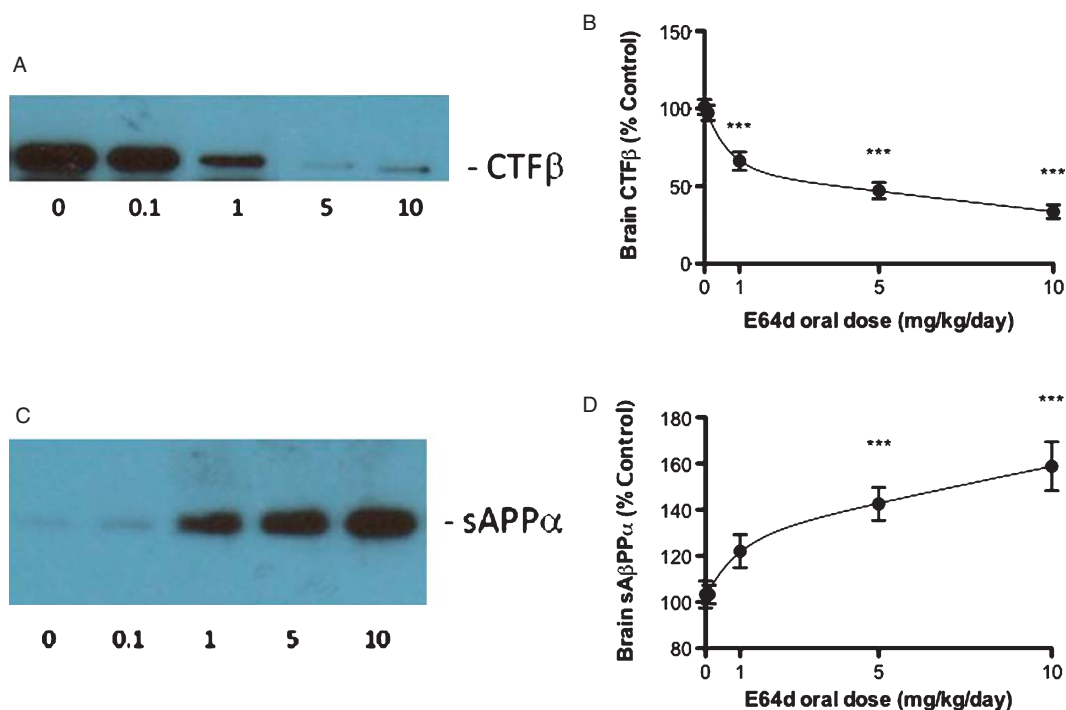 A
- CTFβ
0 0.1 1 5 10
B
Brain CTFβ (% Control)
150
100
50
0
***
***
***
0 1 5 10
E64d oral dose (mg/kg/day)
C
- sAPPα
0 0.1 1 5 10
D
Brain sAβPPα (% Control)
180
160
140
120
100
80
***
***
0 1 5 10
E64d oral dose (mg/kg/day)